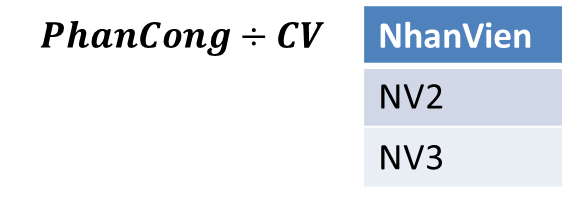 PhanCong ÷ CV
NhanVien
NV2
NV3